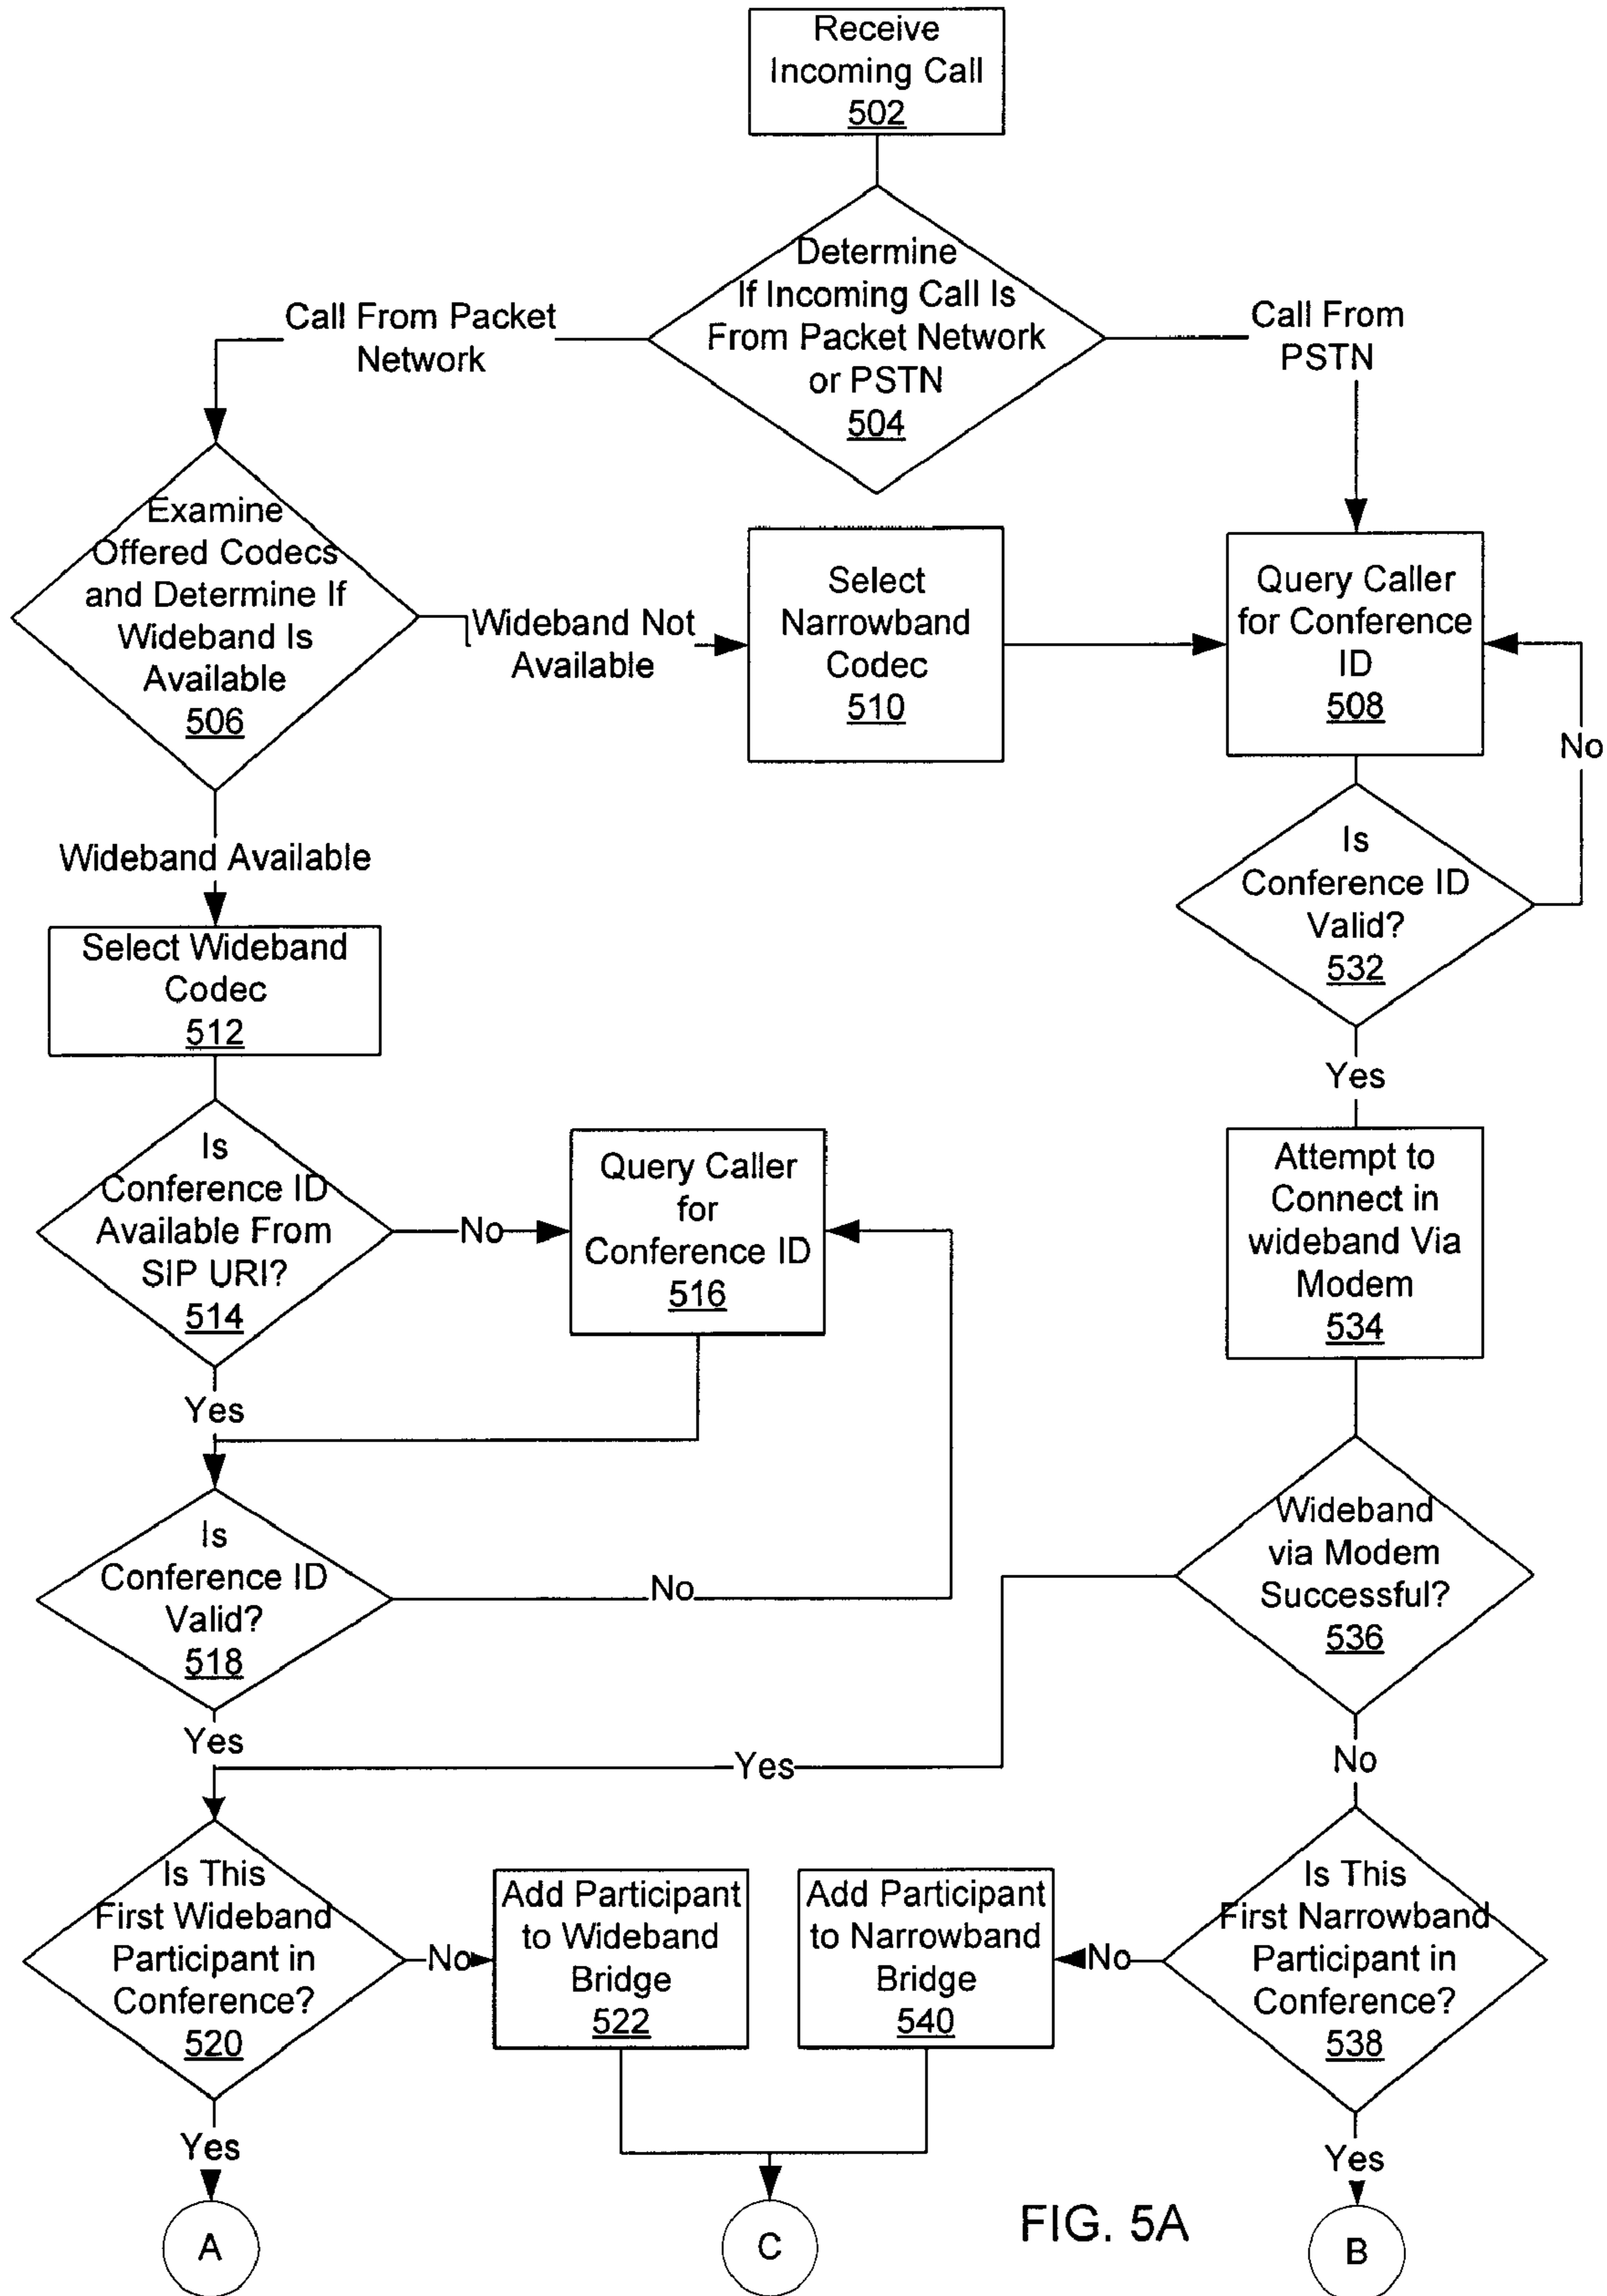 Receive
Incoming Call
502
Determine
If Incoming Call Is
From Packet Network
or PSTN
504
Call From Packet
Network
Call From
PSTN
Examine
Offered Codecs
and Determine If
Wideband Is
Available
506
Wideband Not
Available
Select
Narrowband
Codec
510
Query Caller
for Conference
ID
508
No
Wideband Available
Is
Conference ID
Valid?
532
Select Wideband
Codec
512
Yes
Is
Conference ID
Available From
SIP URI?
514
No
Query Caller
for
Conference ID
516
Attempt to
Connect in
wideband Via
Modem
534
Yes
Is
Conference ID
Valid?
518
No
Wideband
via Modem
Successful?
536
Yes
Yes
No
Is This
First Wideband
Participant in
Conference?
520
No
Add Participant
to Wideband
Bridge
522
Add Participant
to Narrowband
Bridge
540
No
Is This
First Narrowband
Participant in
Conference?
538
Yes
Yes
A
C
FIG. 5A
B